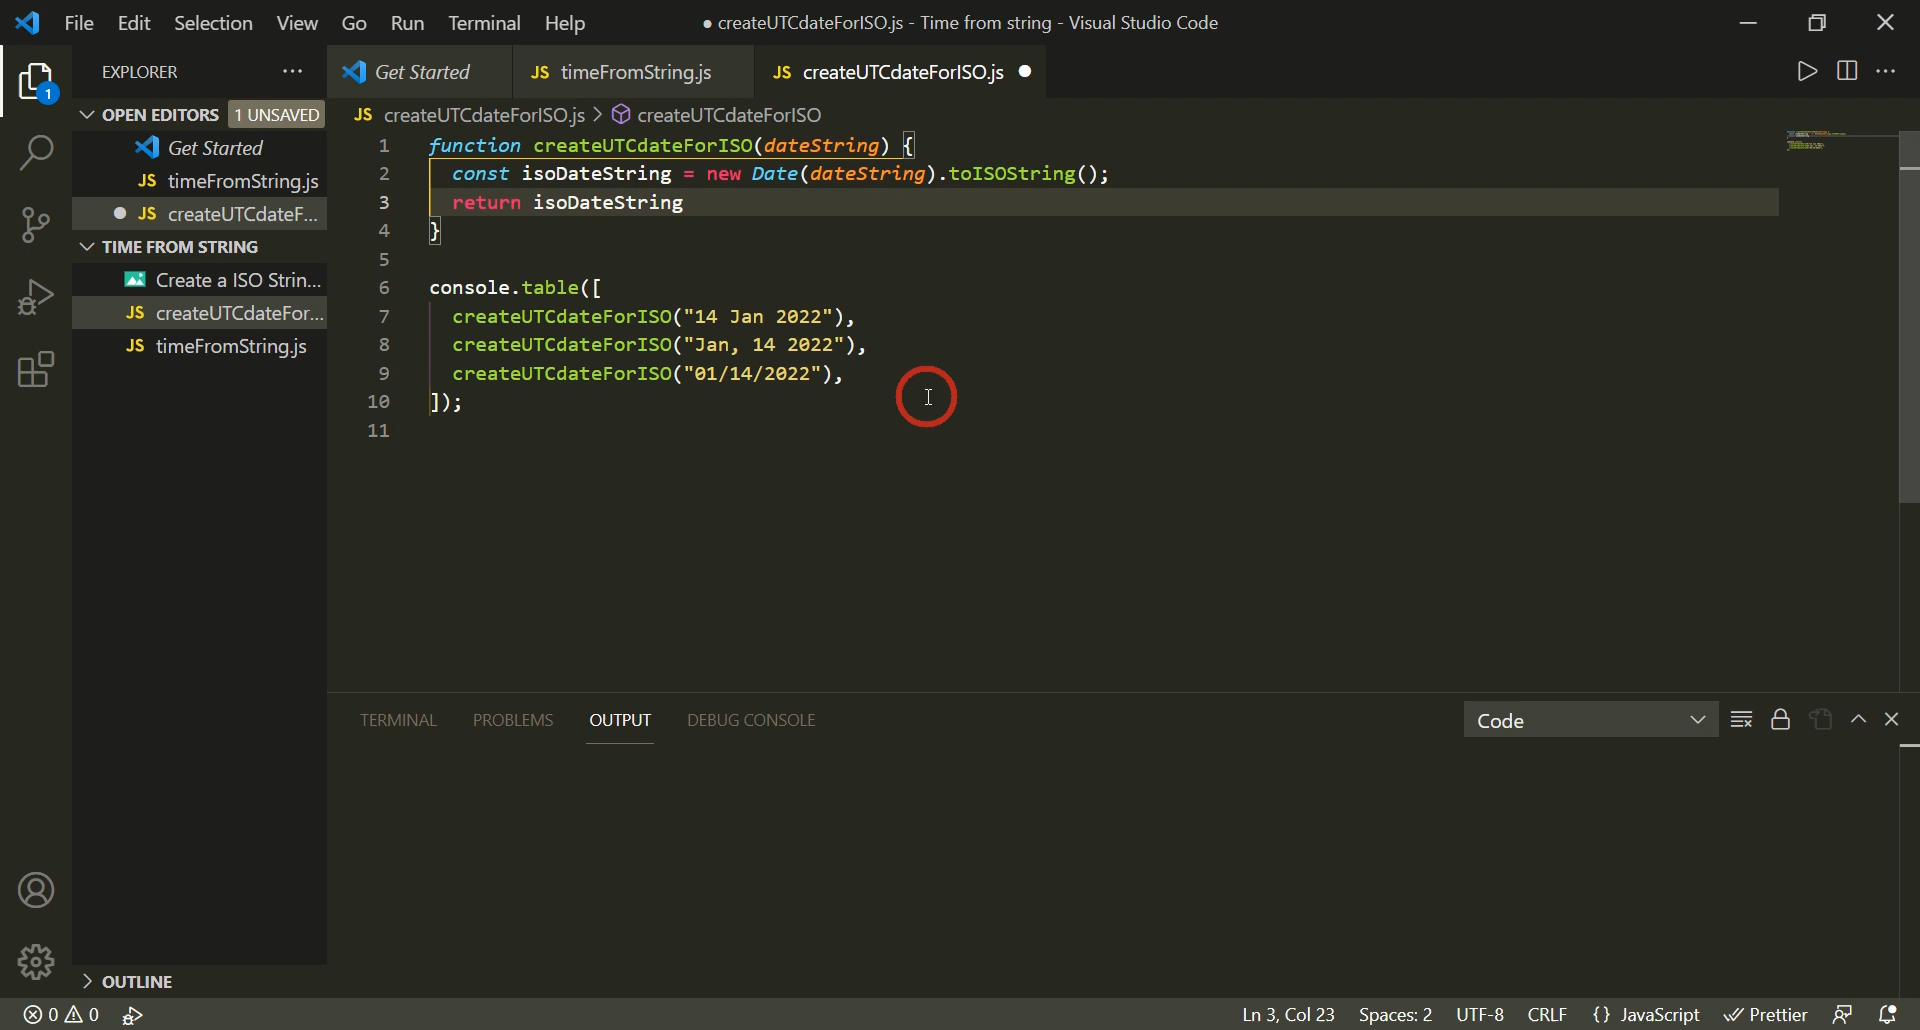 File Edit Selection View Go Run Terminal Help
● createUTCdateForISO.js - Time from string - Visual Studio Code
EXPLORER ...
Get Started
JS timeFromString.js
JS createUTCdateForISO.js ●
1
OPEN EDITORS 1 UNSAVED
Get Started
JS timeFromString.js
● JS createUTCdateF...
TIME FROM STRING
Create a ISO Strin...
JS createUTCdateFor...
JS timeFromString.js
OUTLINE
JS createUTCdateForISO.js > createUTCdateForISO
1 function createUTCdateForISO(dateString) {
2 const isoDateString = new Date(dateString).toISOString();
3 return isoDateString
4 }
5
6 console.table([
7 createUTCdateForISO("14 Jan 2022"),
8 createUTCdateForISO("Jan, 14 2022"),
9 createUTCdateForISO("01/14/2022"),
10 ]);
11
TERMINAL PROBLEMS OUTPUT DEBUG CONSOLE
Code
0 0
Ln 3, Col 23 Spaces: 2 UTF-8 CRLF {} JavaScript Prettier